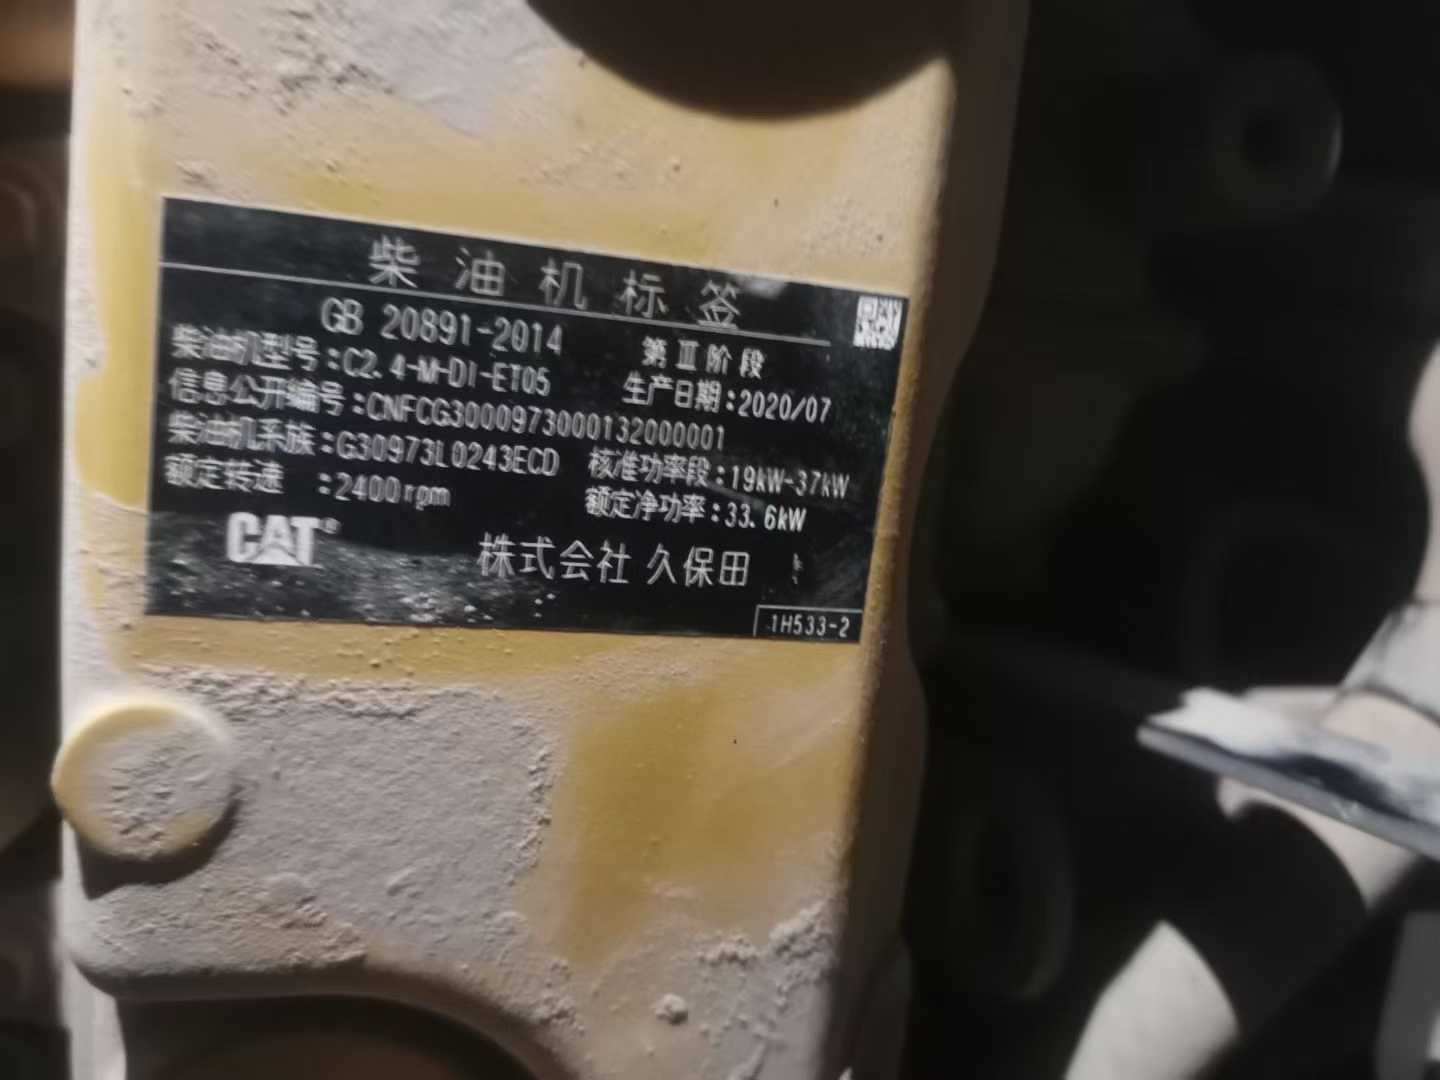 柴油机标签
GB 20891-2014 第Ⅲ阶段
柴油机型号:C2.4-M-DI-ET05 生产日期:2020/07
信息公开编号:CNFCG30009730000132000001
柴油机系族:G30973L0243ECD 核准功率段:19kW-37kW
额定转速:2400rpm 额定净功率:33.6kW
CAT® 株式会社 久保田
1H533-2